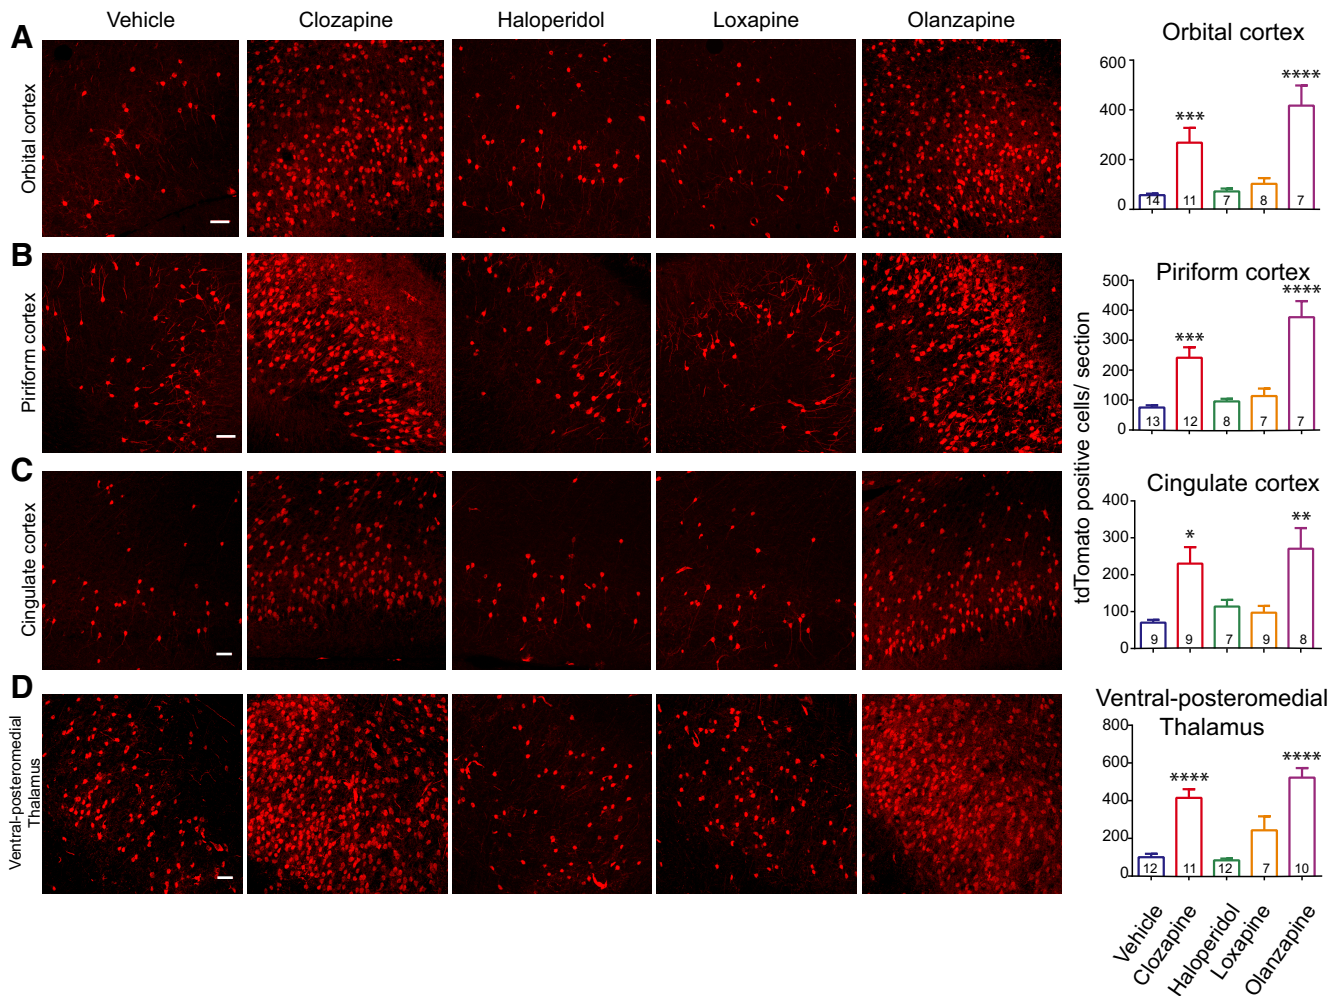 Vehicle Clozapine Haloperidol Loxapine Olanzapine
A
Orbital cortex
Orbital cortex
600
400
200
0
*** ****
14 11 7 8 7
B
Piriform cortex
Piriform cortex
500
400
300
200
100
0
*** ****
13 12 8 7 7
tdTomato positive cells/ section
C
Cingulate cortex
Cingulate cortex
400
300
200
100
0
* **
9 9 7 9 8
D
Ventral-posteromedial
Thalamus
Ventral-posteromedial
Thalamus
800
600
400
200
0
**** ****
12 11 12 7 10
Vehicle
Clozapine
Haloperidol
Loxapine
Olanzapine